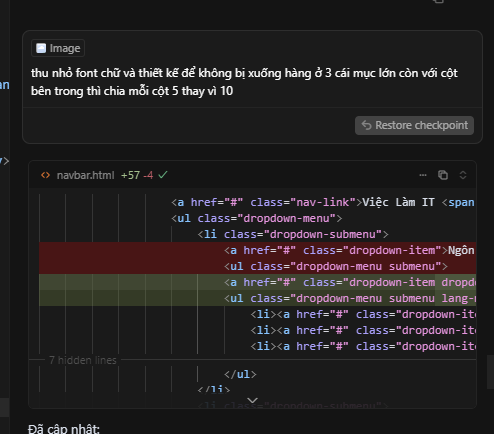 Image
thu nhỏ font chữ và thiết kế để không bị xuống hàng ở 3 cái mục lớn còn với cột
bên trong thì chia mỗi cột 5 thay vì 10
Restore checkpoint
navbar.html +57 -4
<a href="#" class="nav-link">Việc Làm IT <span
<ul class="dropdown-menu">
<li class="dropdown-submenu">
<a href="#" class="dropdown-item">Ngôn
<ul class="dropdown-menu submenu">
<a href="#" class="dropdown-item dropd
<ul class="dropdown-menu submenu lang-
<li><a href="#" class="dropdown-ite
<li><a href="#" class="dropdown-ite
<li><a href="#" class="dropdown-ite
7 hidden lines
</ul>
</li>
<li class="dropdown-submenu">
Đã cập nhật: